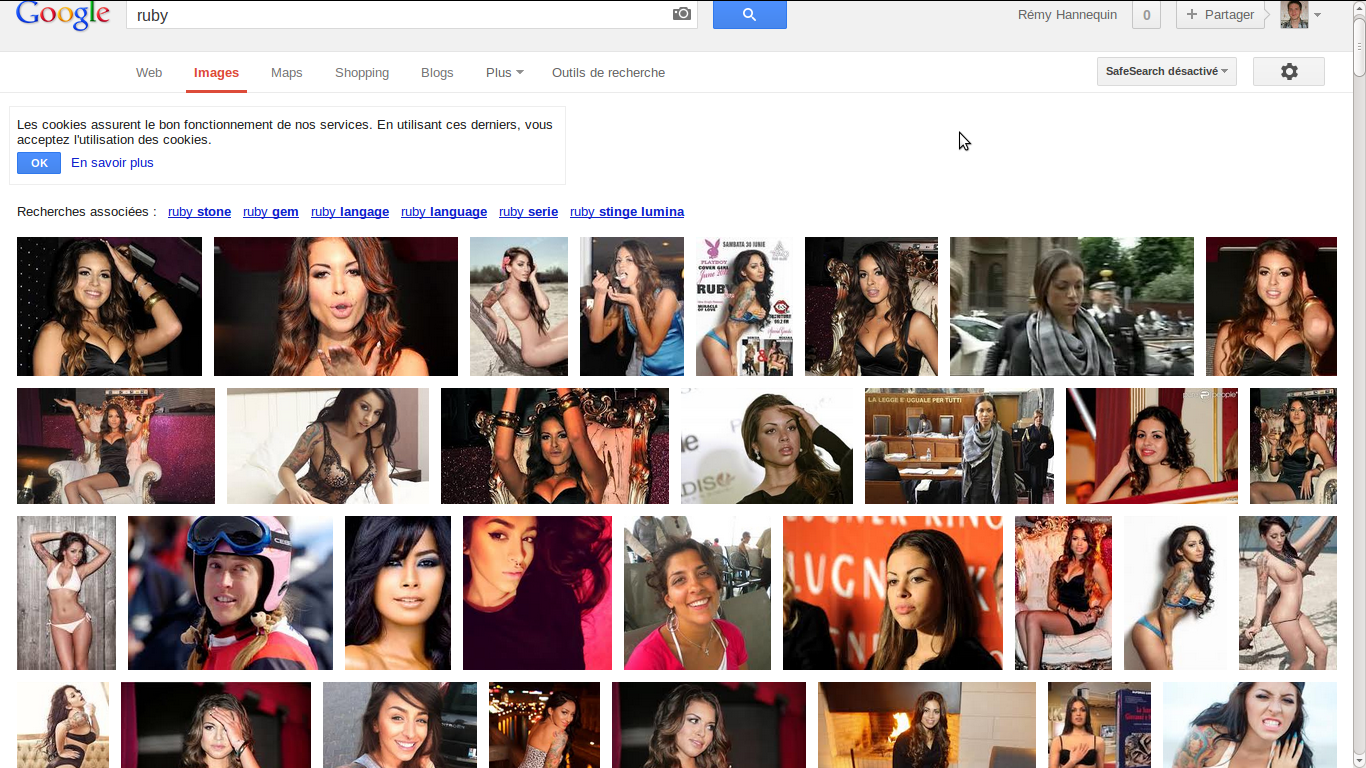 Google ruby Rémy Hannequin 0 + Partager
Web Images Maps Shopping Blogs Plus Outils de recherche SafeSearch désactivé
Les cookies assurent le bon fonctionnement de nos services. En utilisant ces derniers, vous
acceptez l'utilisation des cookies.
OK En savoir plus
Recherches associées : ruby stone ruby gem ruby langage ruby language ruby serie ruby stinge lumina
SAMBATA 30 IUNIE
PLAYBOY
COVER GIRL
RUBY
MIRACLE
OF LOVE
LA LEGGE E' UGUALE PER TUTTI